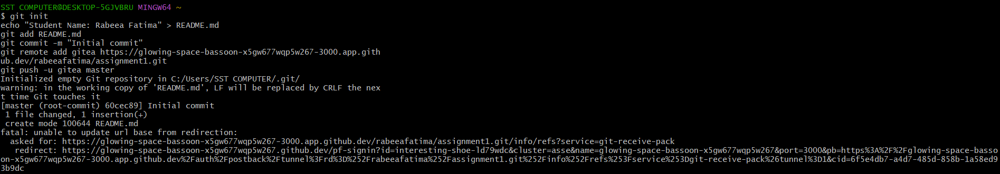 SST COMPUTER@DESKTOP-5GJVBRU MINGW64 ~
$ git init
echo "Student Name: Rabeea Fatima" > README.md
git add README.md
git commit -m "Initial commit"
git remote add gitea https://glowing-space-bassoon-x5gw677wqp5w267-3000.app.gith
ub.dev/rabeeafatima/assignment1.git
git push -u gitea master
Initialized empty Git repository in C:/Users/SST COMPUTER/.git/
warning: in the working copy of 'README.md', LF will be replaced by CRLF the nex
t time Git touches it
[master (root-commit) 60cec89] Initial commit
 1 file changed, 1 insertion(+)
 create mode 100644 README.md
fatal: unable to update url base from redirection:
  asked for: https://glowing-space-bassoon-x5gw677wqp5w267-3000.app.github.dev/rabeeafatima/assignment1.git/info/refs?service=git-receive-pack
   redirect: https://glowing-space-bassoon-x5gw677wqp5w267.github.dev/pf-signin?id=interesting-shoe-ld79wdc&cluster=asse&name=glowing-space-bassoon-x5gw677wqp5w267&port=3000&pb=https%3A%2F%2Fglowing-space-basso
on-x5gw677wqp5w267-3000.app.github.dev%2Fauth%2Fpostback%2Ftunnel%3Frd%3D%252Frabeeafatima%252Fassignment1.git%252Finfo%252Frefs%253Fservice%253Dgit-receive-pack%26tunnel%3D1&cid=6f5e4db7-a4d7-485d-858b-1a58ed9
3b9dc